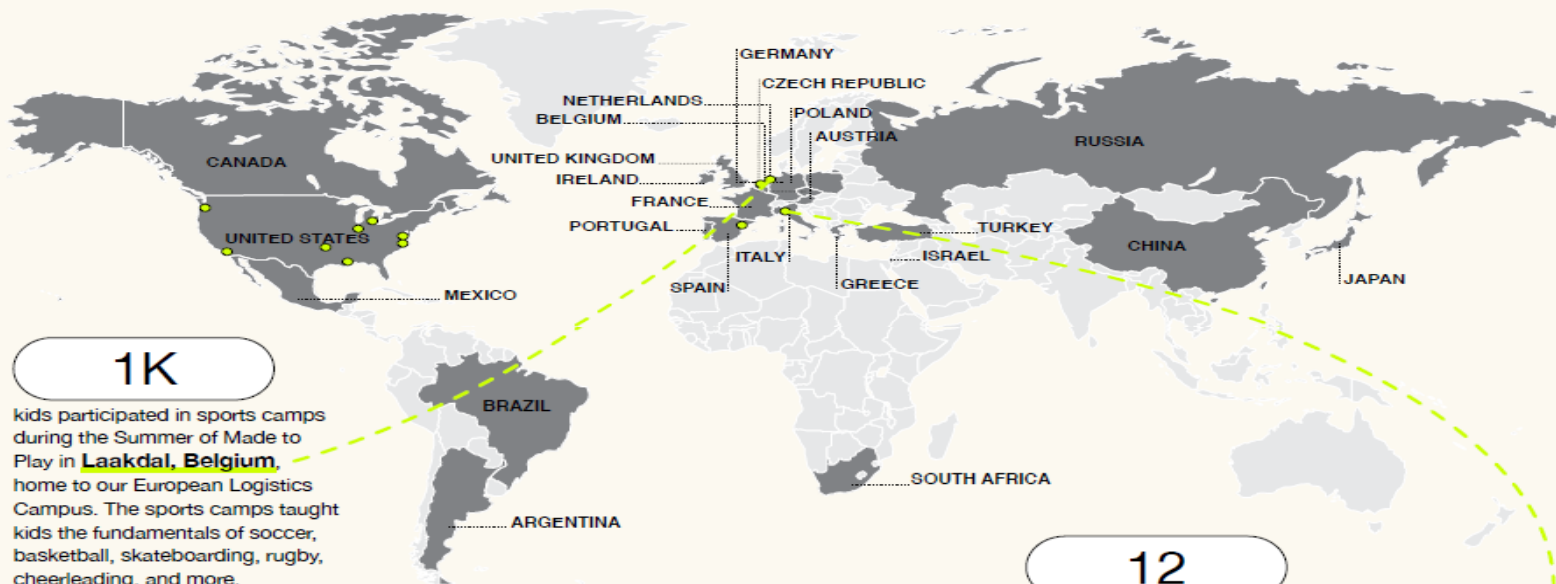 GERMANY
CZECH REPUBLIC
NETHERLANDS
POLAND
BELGIUM
AUSTRIA
RUSSIA
CANADA
UNITED KINGDOM
IRELAND
FRANCE
PORTUGAL
TURKEY
UNITED STATES
CHINA
ITALY
ISRAEL
JAPAN
SPAIN
GREECE
MEXICO
1K
kids participated in sports camps
during the Summer of Made to
Play in Laakdal, Belgium,
home to our European Logistics
Campus. The sports camps taught
kids the fundamentals of soccer,
basketball, skateboarding, rugby,
cheerleading, and more.
BRAZIL
SOUTH AFRICA
ARGENTINA
12